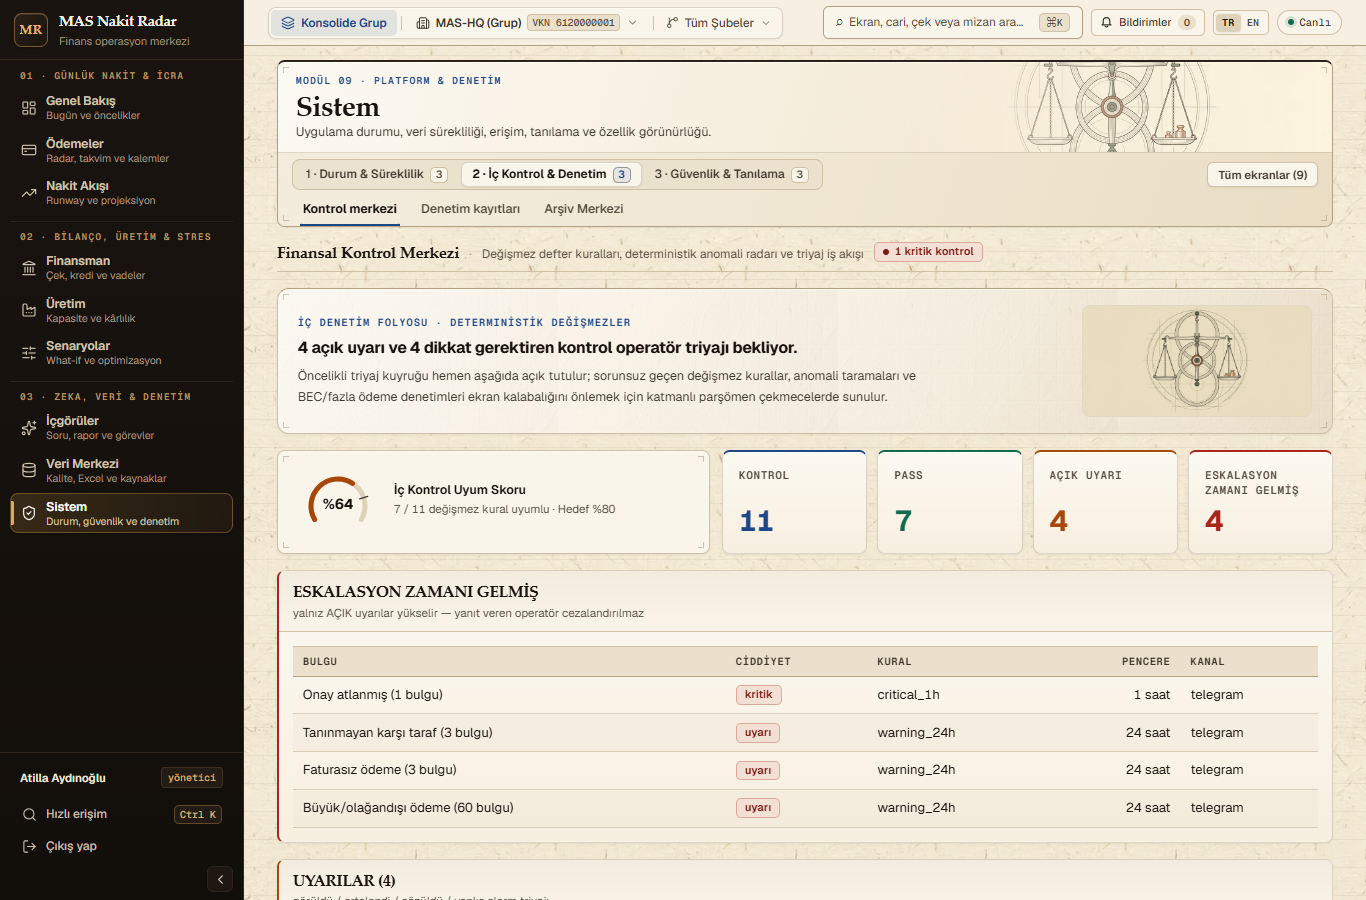 MR
MAS Nakit Radar
Finans operasyon merkezi
01 · GÜNLÜK NAKİT & İCRA
Genel Bakış
Bugün ve öncelikler
Ödemeler
Radar, takvim ve kalemler
Nakit Akışı
Runway ve projeksiyon
02 · BİLANÇO, ÜRETİM & STRES
Finansman
Çek, kredi ve vadeler
Üretim
Kapasite ve kârlılık
Senaryolar
What-if ve optimizasyon
03 · ZEKA, VERİ & DENETİM
İçgörüler
Soru, rapor ve görevler
Veri Merkezi
Kalite, Excel ve kaynaklar
Sistem
Durum, güvenlik ve denetim
Atilla Aydınoğlu yönetici
Hızlı erişim Ctrl K
Çıkış yap
Konsolide Grup MAS-HQ (Grup) VKN 6120000001 Tüm Şubeler Ekran, cari, çek veya mizan ara... ⌘K Bildirimler 0 TR EN Canlı
MODÜL 09 · PLATFORM & DENETİM
Sistem
Uygulama durumu, veri sürekliliği, erişim, tanılama ve özellik görünürlüğü.
1 · Durum & Süreklilik 3 2 · İç Kontrol & Denetim 3 3 · Güvenlik & Tanılama 3 Tüm ekranlar (9)
Kontrol merkezi Denetim kayıtları Arşiv Merkezi
Finansal Kontrol Merkezi · Değişmez defter kuralları, deterministik anomali radarı ve triyaj iş akışı 1 kritik kontrol
İÇ DENETİM FOLYOSU · DETERMİNİSTİK DEĞİŞMEZLER
4 açık uyarı ve 4 dikkat gerektiren kontrol operatör triyajı bekliyor.
Öncelikli triyaj kuyruğu hemen aşağıda açık tutulur; sorunsuz geçen değişmez kurallar, anomali taramaları ve
BEC/fazla ödeme denetimleri ekran kalabalığını önlemek için katmanlı parşömen çekmecelerde sunulur.
%64
İç Kontrol Uyum Skoru
7 / 11 değişmez kural uyumlu · Hedef %80
KONTROL
11
PASS
7
AÇIK UYARI
4
ESKALASYON
ZAMANI GELMİŞ
4
ESKALASYON ZAMANI GELMİŞ
yalnız AÇIK uyarılar yükselir — yanıt veren operatör cezalandırılmaz
BULGU CİDDİYET KURAL PENCERE KANAL
Onay atlanmış (1 bulgu) kritik critical_1h 1 saat telegram
Tanınmayan karşı taraf (3 bulgu) uyarı warning_24h 24 saat telegram
Faturasız ödeme (3 bulgu) uyarı warning_24h 24 saat telegram
Büyük/olağandışı ödeme (60 bulgu) uyarı warning_24h 24 saat telegram
UYARILAR (4)